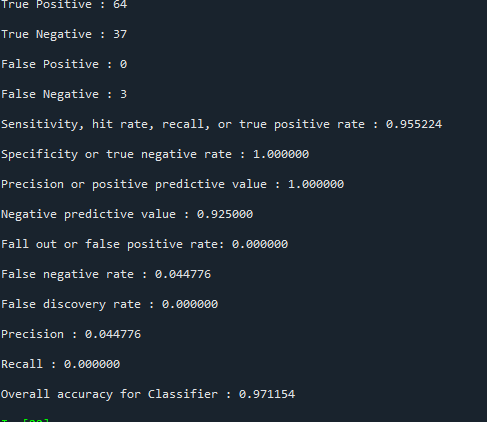 True Positive : 64
True Negative : 37
False Positive : 0
False Negative : 3
Sensitivity, hit rate, recall, or true positive rate : 0.955224
Specificity or true negative rate : 1.000000
Precision or positive predictive value : 1.000000
Negative predictive value : 0.925000
Fall out or false positive rate: 0.000000
False negative rate : 0.044776
False discovery rate : 0.000000
Precision : 0.044776
Recall : 0.000000
Overall accuracy for Classifier : 0.971154